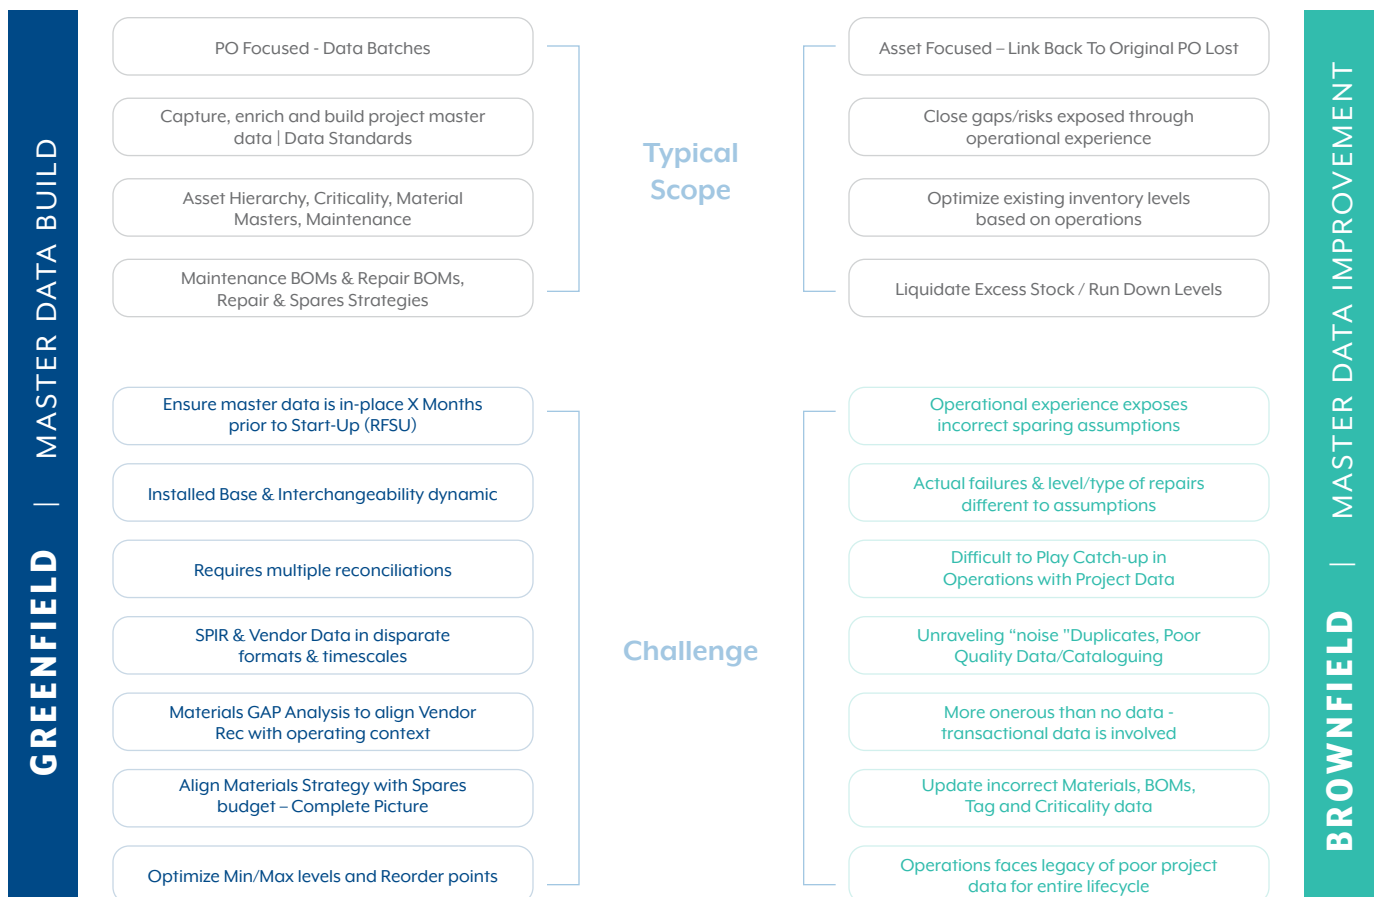 GREENFIELD | MASTER DATA BUILD
PO Focused - Data Batches
Capture, enrich and build project master
data | Data Standards
Asset Hierarchy, Criticality, Material
Masters, Maintenance
Maintenance BOMs & Repair BOMs,
Repair & Spares Strategies
Typical
Scope
Asset Focused – Link Back To Original PO Lost
Close gaps/risks exposed through
operational experience
Optimize existing inventory levels
based on operations
Liquidate Excess Stock / Run Down Levels
Ensure master data is in-place X Months
prior to Start-Up (RFSU)
Installed Base & Interchangeability dynamic
Requires multiple reconciliations
SPIR & Vendor Data in disparate
formats & timescales
Materials GAP Analysis to align Vendor
Rec with operating context
Align Materials Strategy with Spares
budget – Complete Picture
Optimize Min/Max levels and Reorder points
Challenge
Operational experience exposes
incorrect sparing assumptions
Actual failures & level/type of repairs
different to assumptions
Difficult to Play Catch-up in
Operations with Project Data
Unraveling “noise "Duplicates, Poor
Quality Data/Cataloguing
More onerous than no data -
transactional data is involved
Update incorrect Materials, BOMs,
Tag and Criticality data
Operations faces legacy of poor project
data for entire lifecycle
BROWNFIELD | MASTER DATA IMPROVEMENT